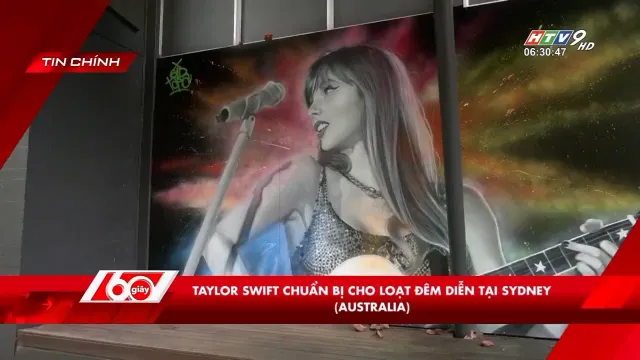 TIN CHÍNH
HTV9 HD
06:30:47
60 giây
TAYLOR SWIFT CHUẨN BỊ CHO LOẠT ĐÊM DIỄN TẠI SYDNEY
(AUSTRALIA)